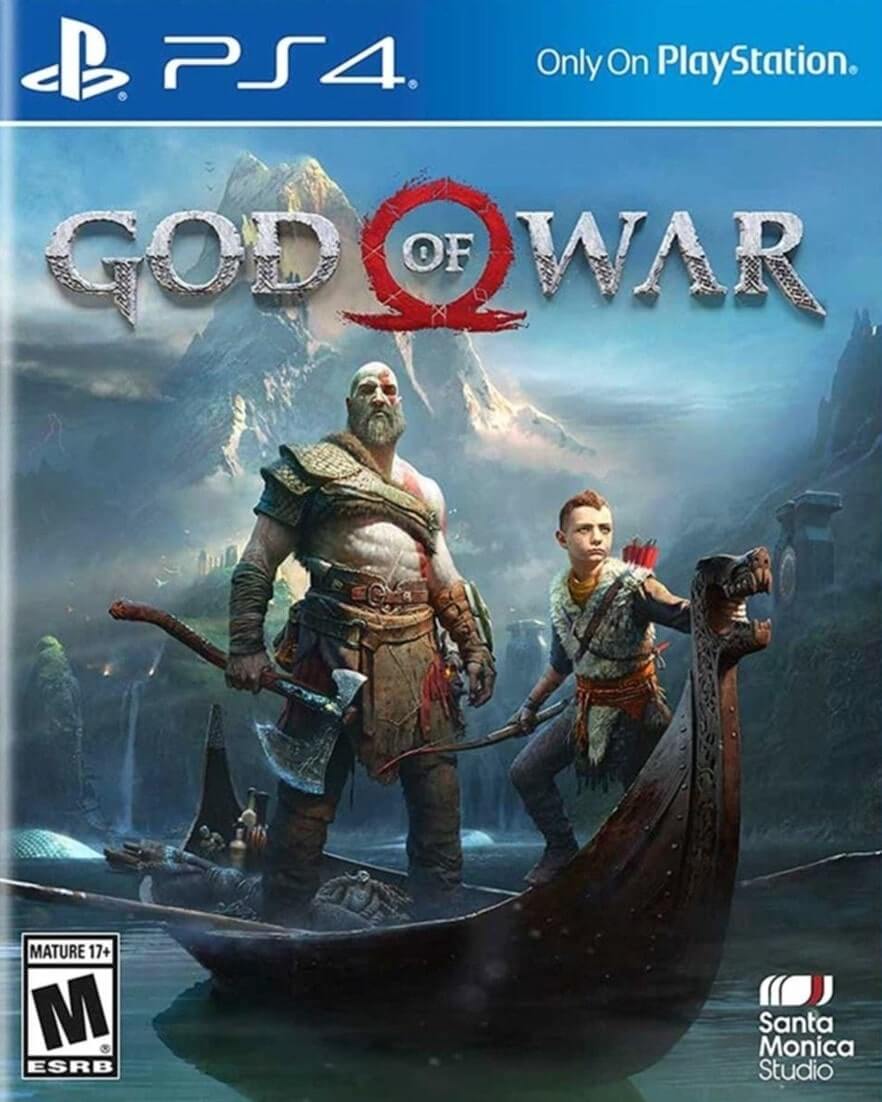 PS4
Only On PlayStation
GOD OF WAR
MATURE 17+
M
ESRB
Santa
Monica
Studio